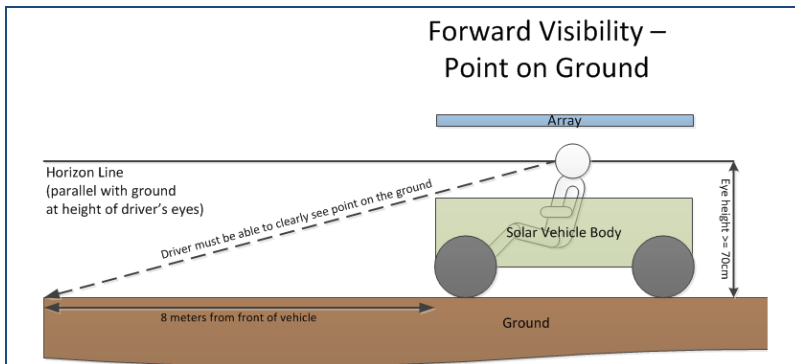 Forward Visibility –
Point on Ground
Array
Horizon Line
(parallel with ground
at height of driver's eyes)
Driver must be able to clearly see point on the ground
Eye height >= 70cm
Solar Vehicle Body
8 meters from front of vehicle
Ground